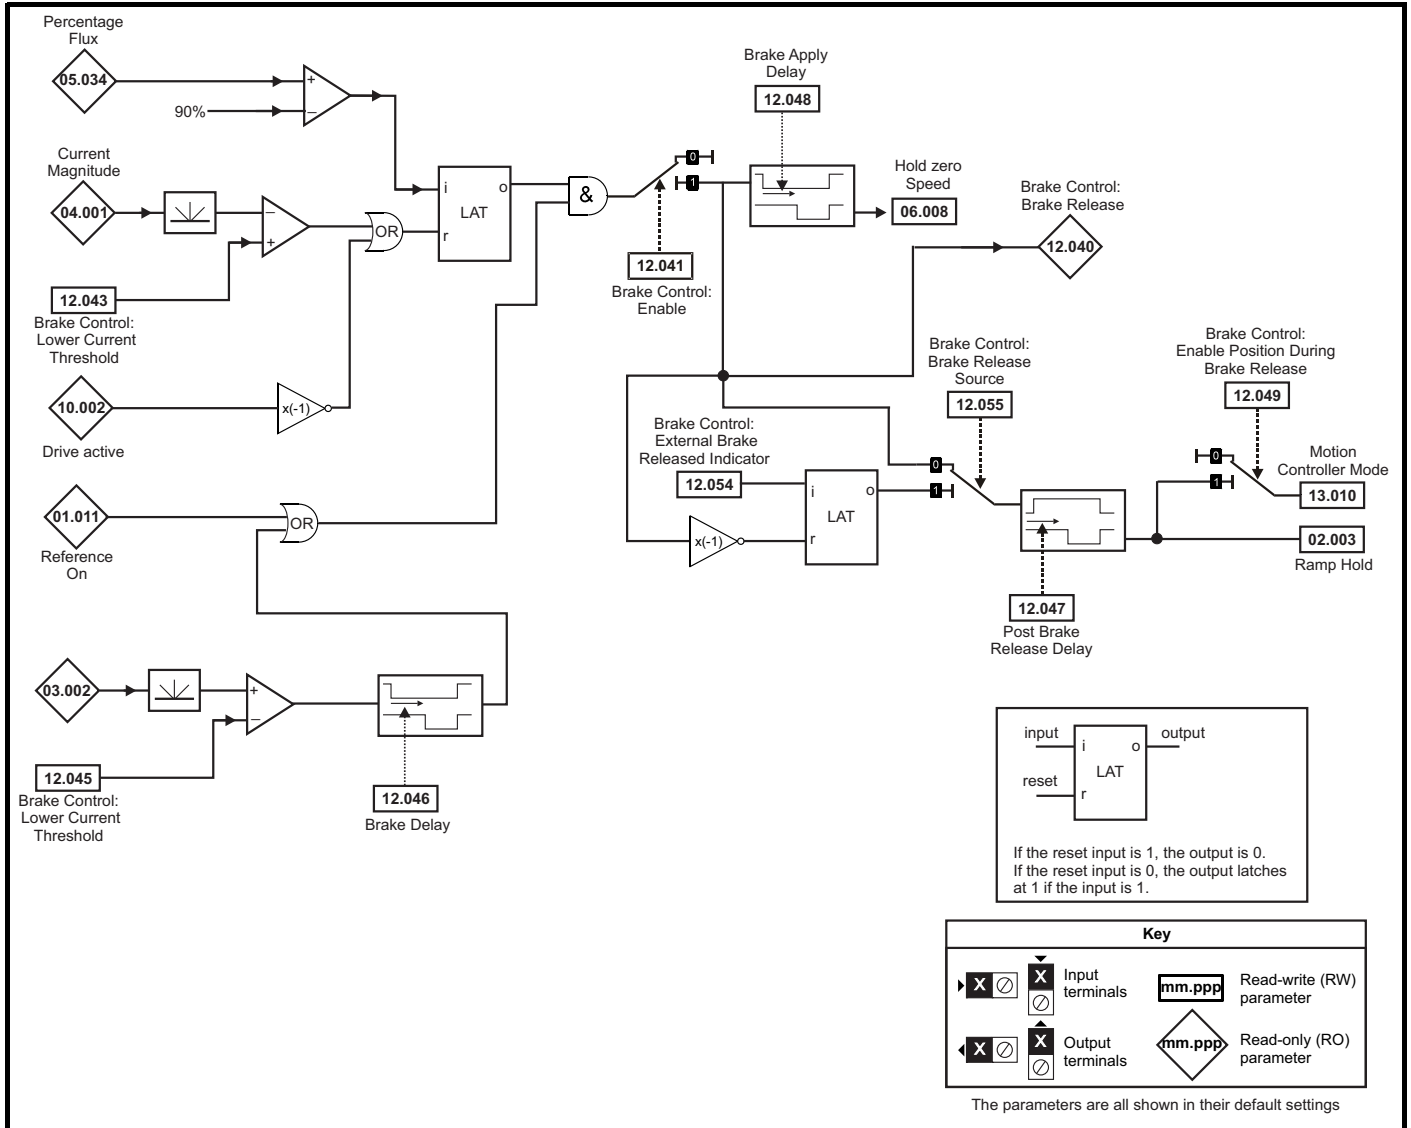 Percentage
Flux
05.034
90%
+
–
Current
Magnitude
04.001
–
+
12.043
Brake Control:
Lower Current
Threshold
OR
i
o
LAT
r
&
0
1
12.041
Brake Control:
Enable
Brake Apply
Delay
12.048
Hold zero
Speed
06.008
Brake Control:
Brake Release
12.040
10.002
Drive active
x(-1)
01.011
Reference
On
OR
Brake Control:
External Brake
Released Indicator
12.054
x(-1)
i
o
LAT
r
Brake Control:
Brake Release
Source
12.055
0
1
12.047
Post Brake
Release Delay
Brake Control:
Enable Position During
Brake Release
12.049
0
1
Motion
Controller Mode
13.010
02.003
Ramp Hold
03.002
+
–
12.045
Brake Control:
Lower Current
Threshold
12.046
Brake Delay
input
i
o
output
LAT
reset
r
If the reset input is 1, the output is 0.
If the reset input is 0, the output latches
at 1 if the input is 1.
Key
X
X
Input
terminals
mm.ppp
Read-write (RW)
parameter
X
X
Output
terminals
mm.ppp
Read-only (RO)
parameter
The parameters are all shown in their default settings